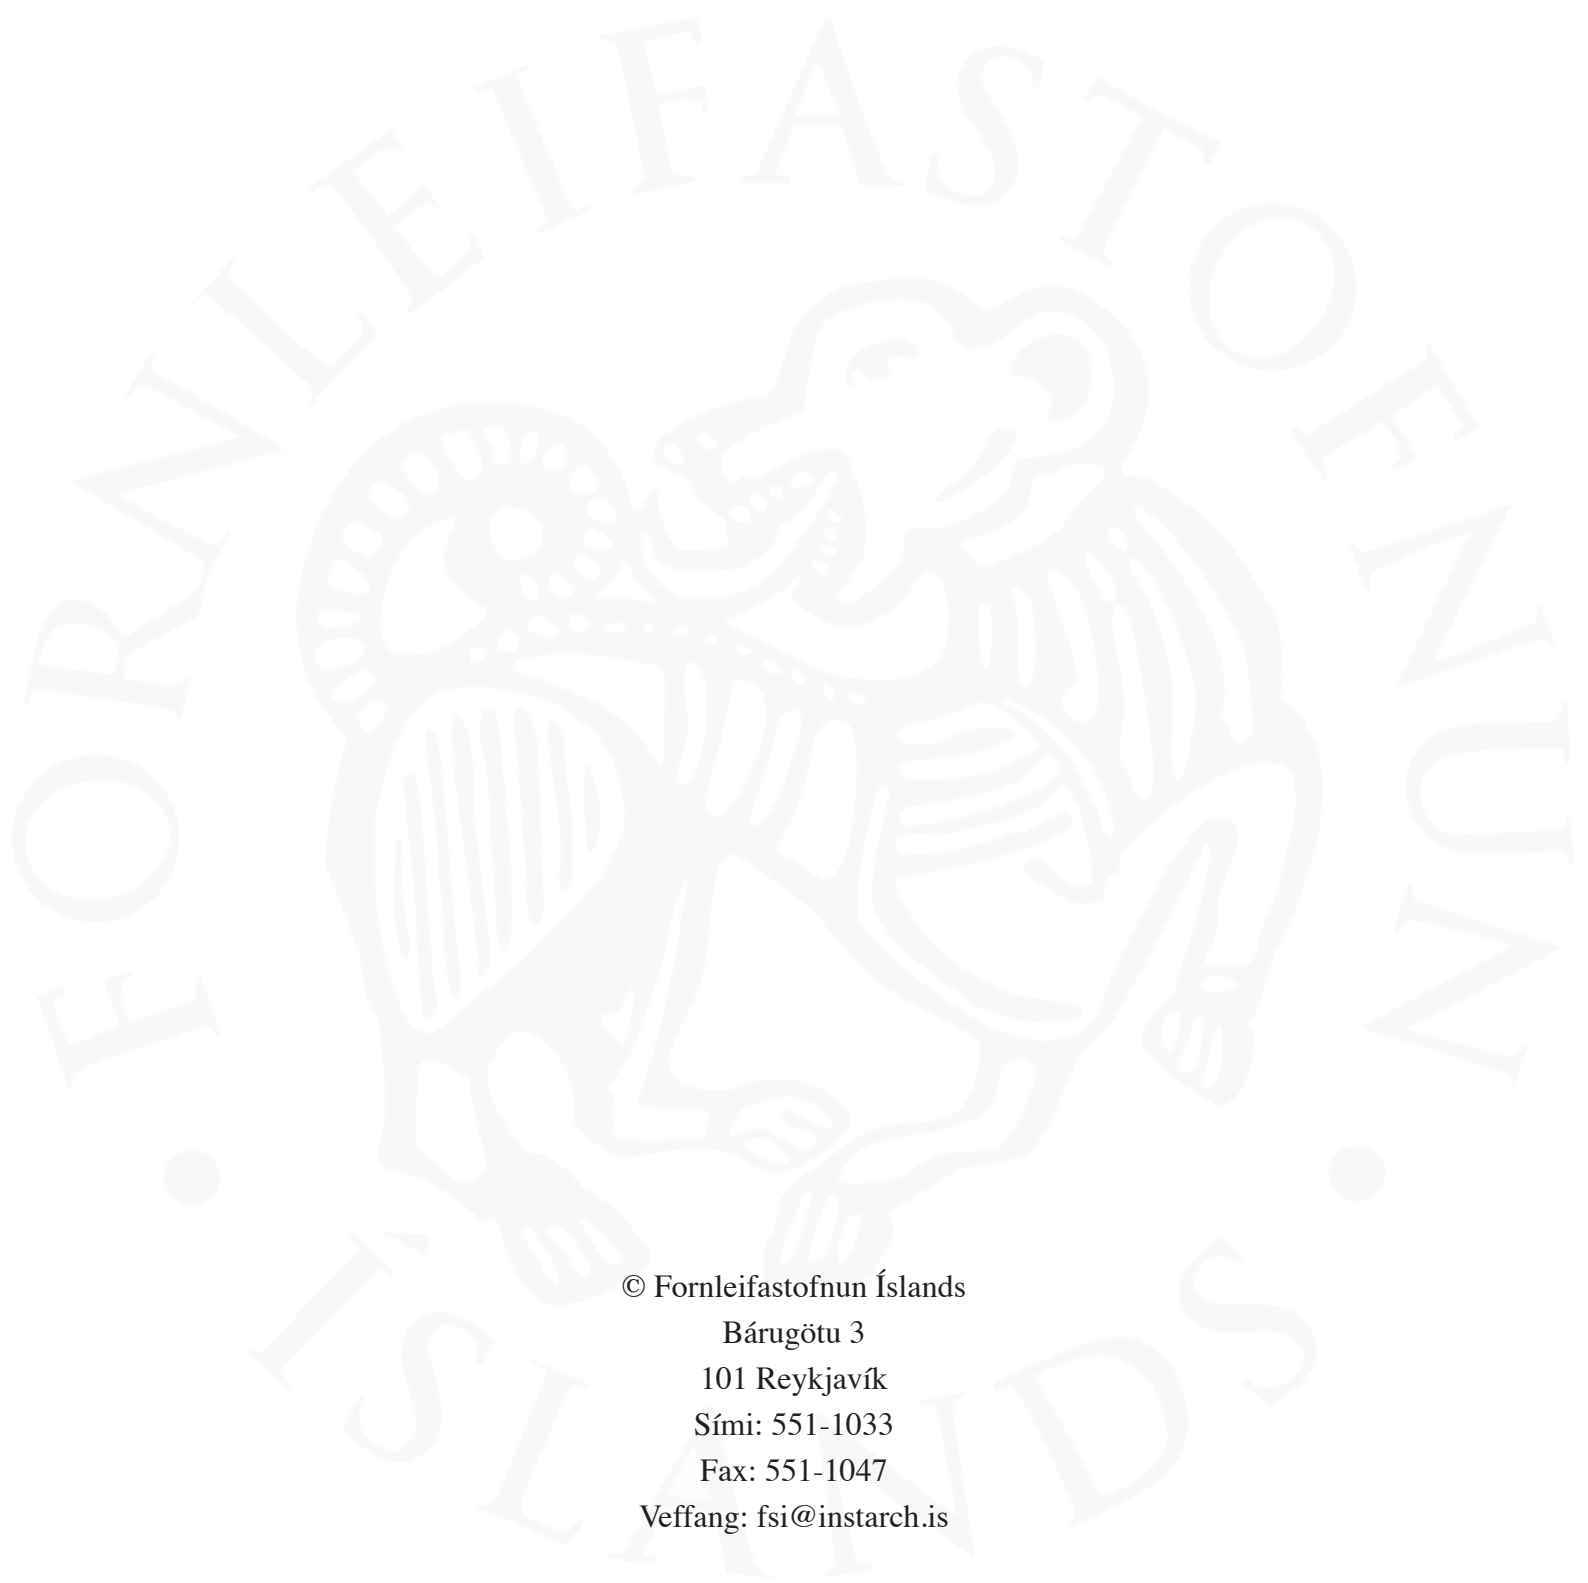 • FORNLEIFASTOFNUN •
ÍSLANDS
© Fornleifastofnun Íslands
Bárugötu 3
101 Reykjavík
Sími: 551-1033
Fax: 551-1047
Veffang: fsi@instarch.is